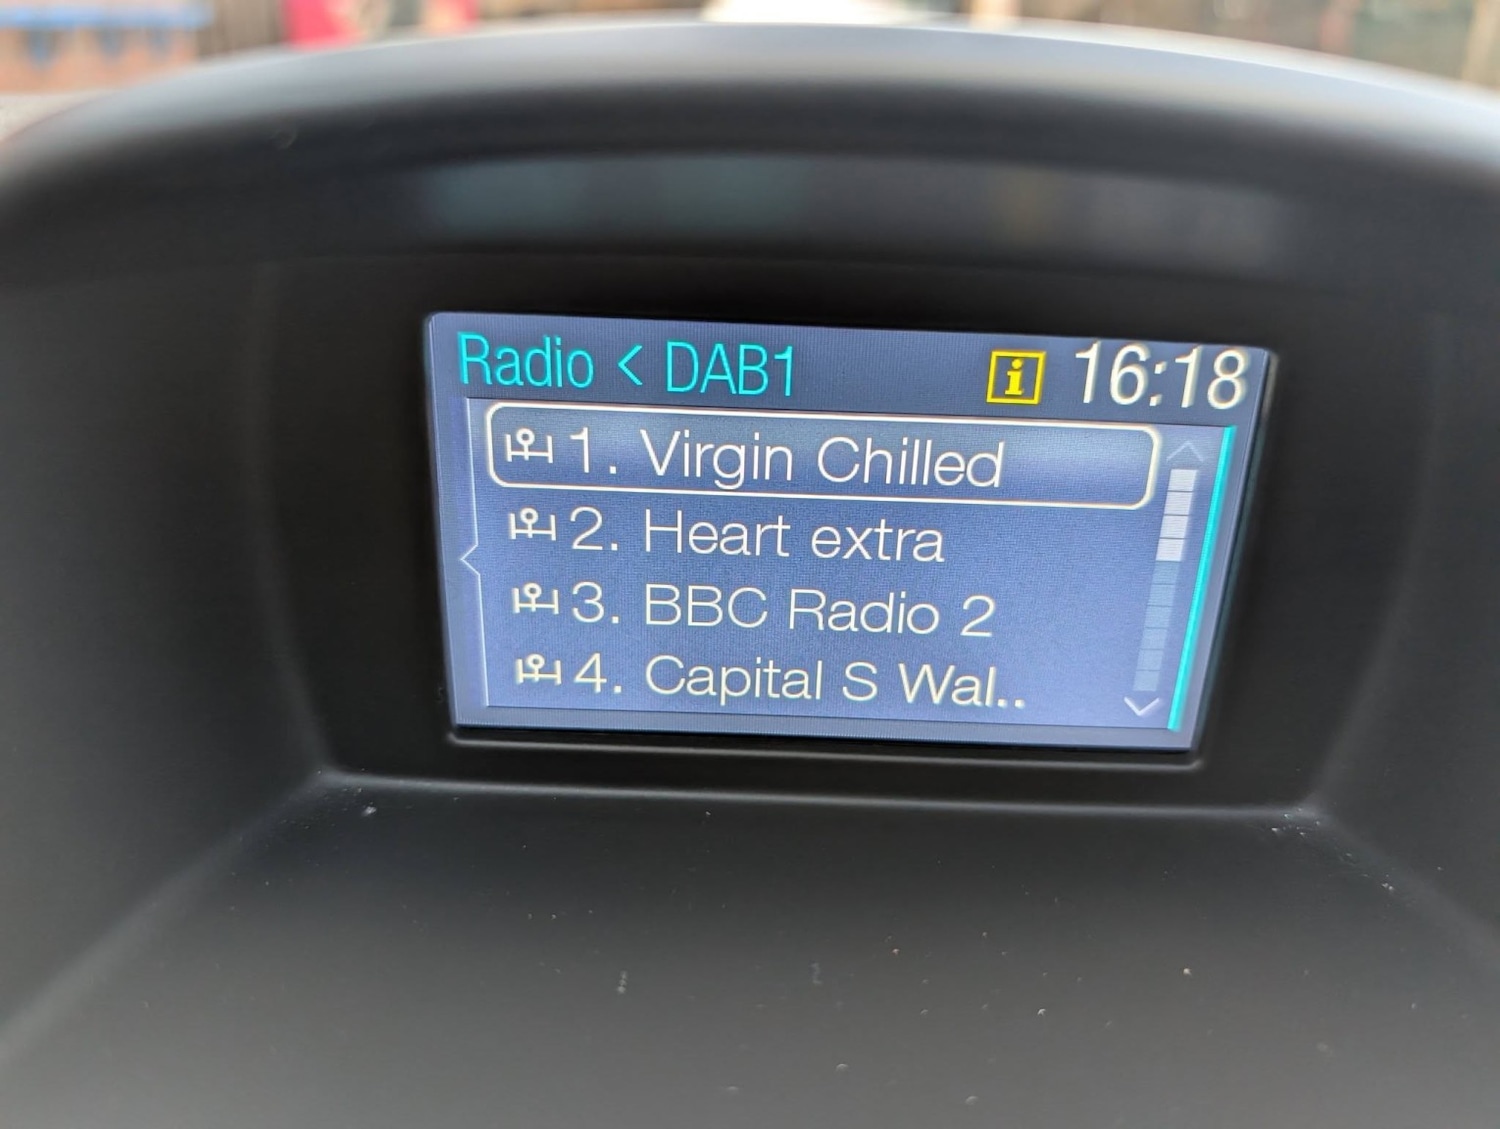 Radio < DAB1 i 16:18
1. Virgin Chilled
2. Heart extra
3. BBC Radio 2
4. Capital S Wal..